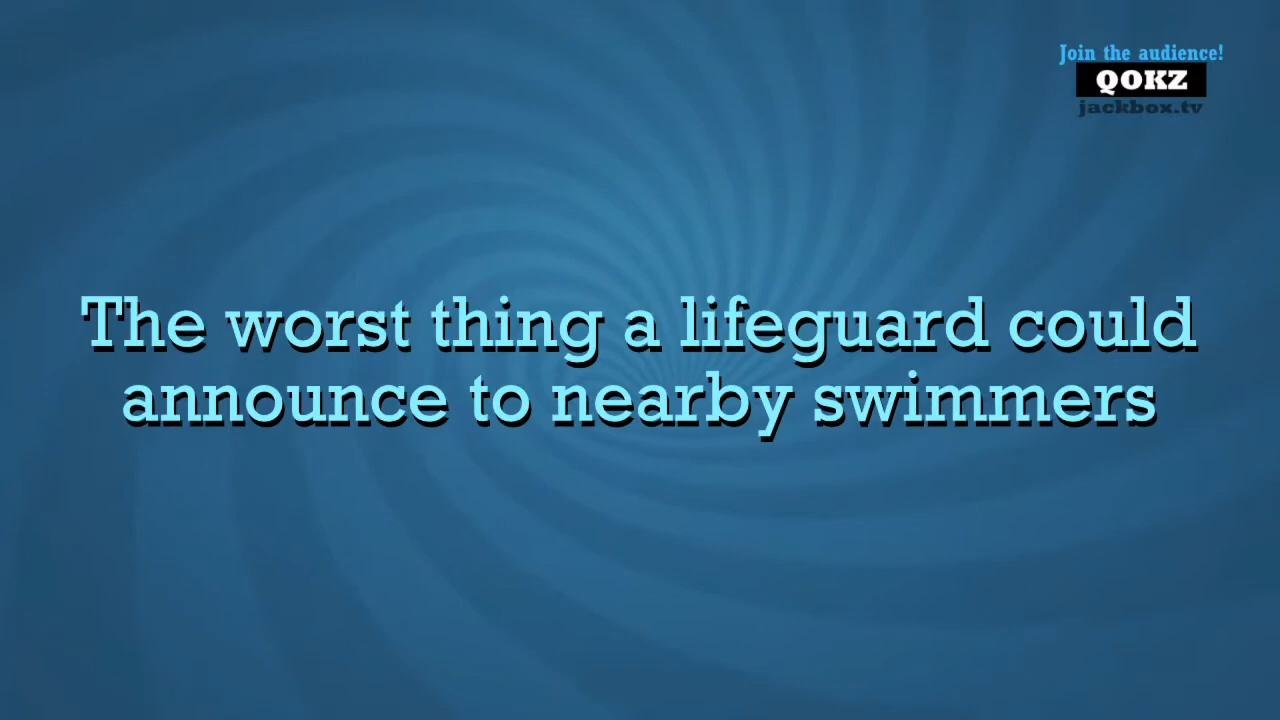 Join the audience!
QOKZ
jackbox.tv
The worst thing a lifeguard could
announce to nearby swimmers